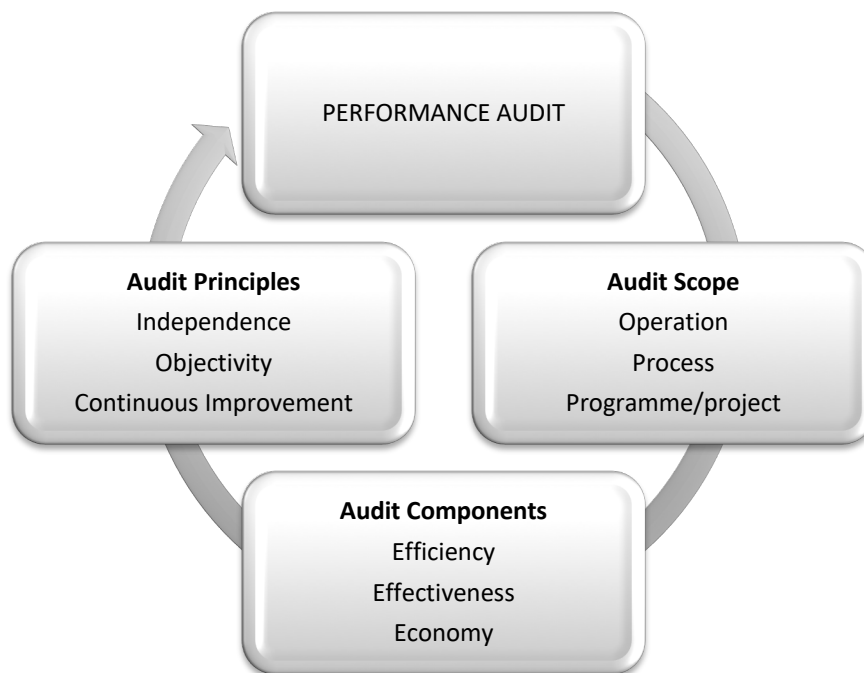 PERFORMANCE AUDIT
Audit Principles
Independence
Objectivity
Continuous Improvement
Audit Scope
Operation
Process
Programme/project
Audit Components
Efficiency
Effectiveness
Economy